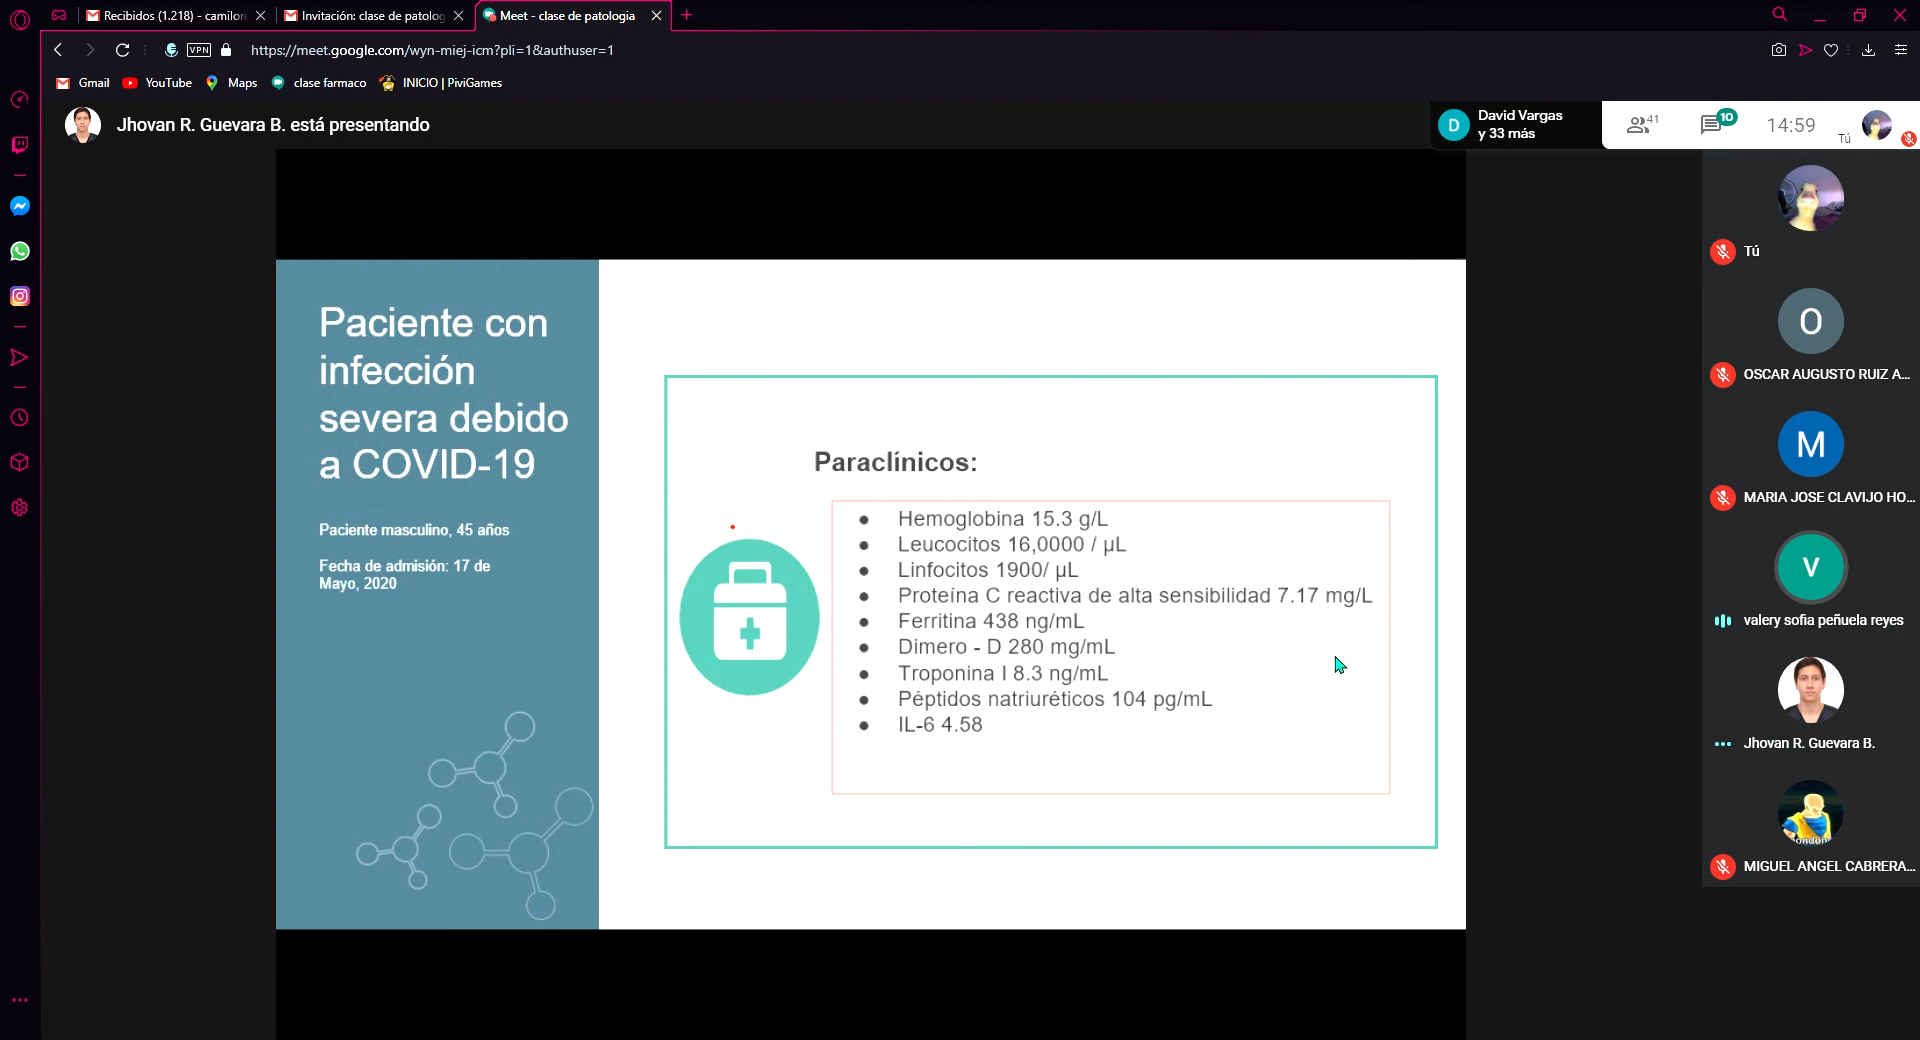 Recibidos (1.218) - camilore
Invitación: clase de patolog
Meet - clase de patologia
VPN
https://meet.google.com/wyn-miej-icm?pli=1&authuser=1
Gmail
YouTube
Maps
clase farmaco
INICIO | PiviGames
Jhovan R. Guevara B. está presentando
D
David Vargas
y 33 más
41
10
14:59
Tú
Paciente con
infección
severa debido
a COVID-19
Paciente masculino, 45 años
Fecha de admisión: 17 de
Mayo, 2020
Paraclínicos:
● Hemoglobina 15.3 g/L
● Leucocitos 16,0000 / µL
● Linfocitos 1900/ µL
● Proteína C reactiva de alta sensibilidad 7.17 mg/L
● Ferritina 438 ng/mL
● Dimero - D 280 mg/mL
● Troponina I 8.3 ng/mL
● Péptidos natriuréticos 104 pg/mL
● IL-6 4.58
Tú
O
OSCAR AUGUSTO RUIZ A...
M
MARIA JOSE CLAVIJO HO...
V
valery sofia peñuela reyes
Jhovan R. Guevara B.
MIGUEL ANGEL CABRERA...